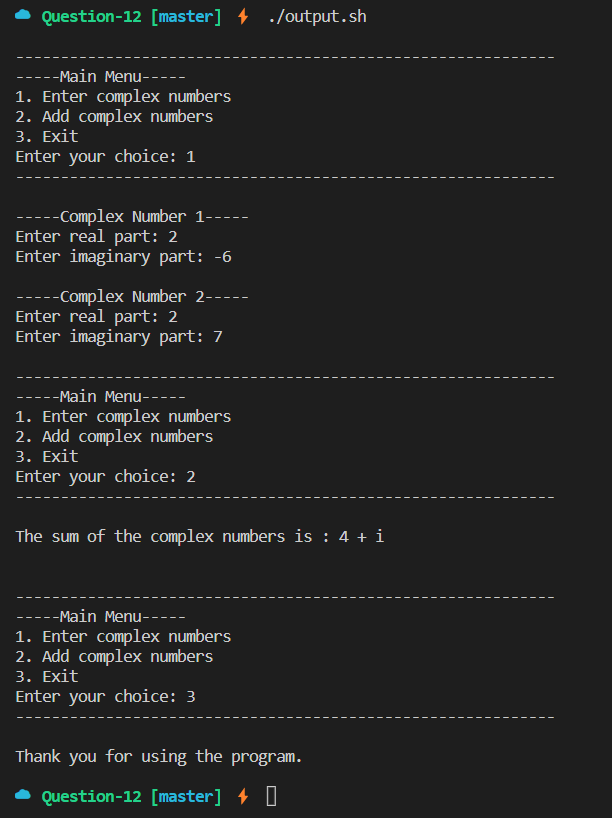 Question-12 [master] ./output.sh
------------------------------------------------------------
-----Main Menu-----
1. Enter complex numbers
2. Add complex numbers
3. Exit
Enter your choice: 1
------------------------------------------------------------
-----Complex Number 1-----
Enter real part: 2
Enter imaginary part: -6
-----Complex Number 2-----
Enter real part: 2
Enter imaginary part: 7
------------------------------------------------------------
-----Main Menu-----
1. Enter complex numbers
2. Add complex numbers
3. Exit
Enter your choice: 2
------------------------------------------------------------
The sum of the complex numbers is : 4 + i
------------------------------------------------------------
-----Main Menu-----
1. Enter complex numbers
2. Add complex numbers
3. Exit
Enter your choice: 3
------------------------------------------------------------
Thank you for using the program.
Question-12 [master]